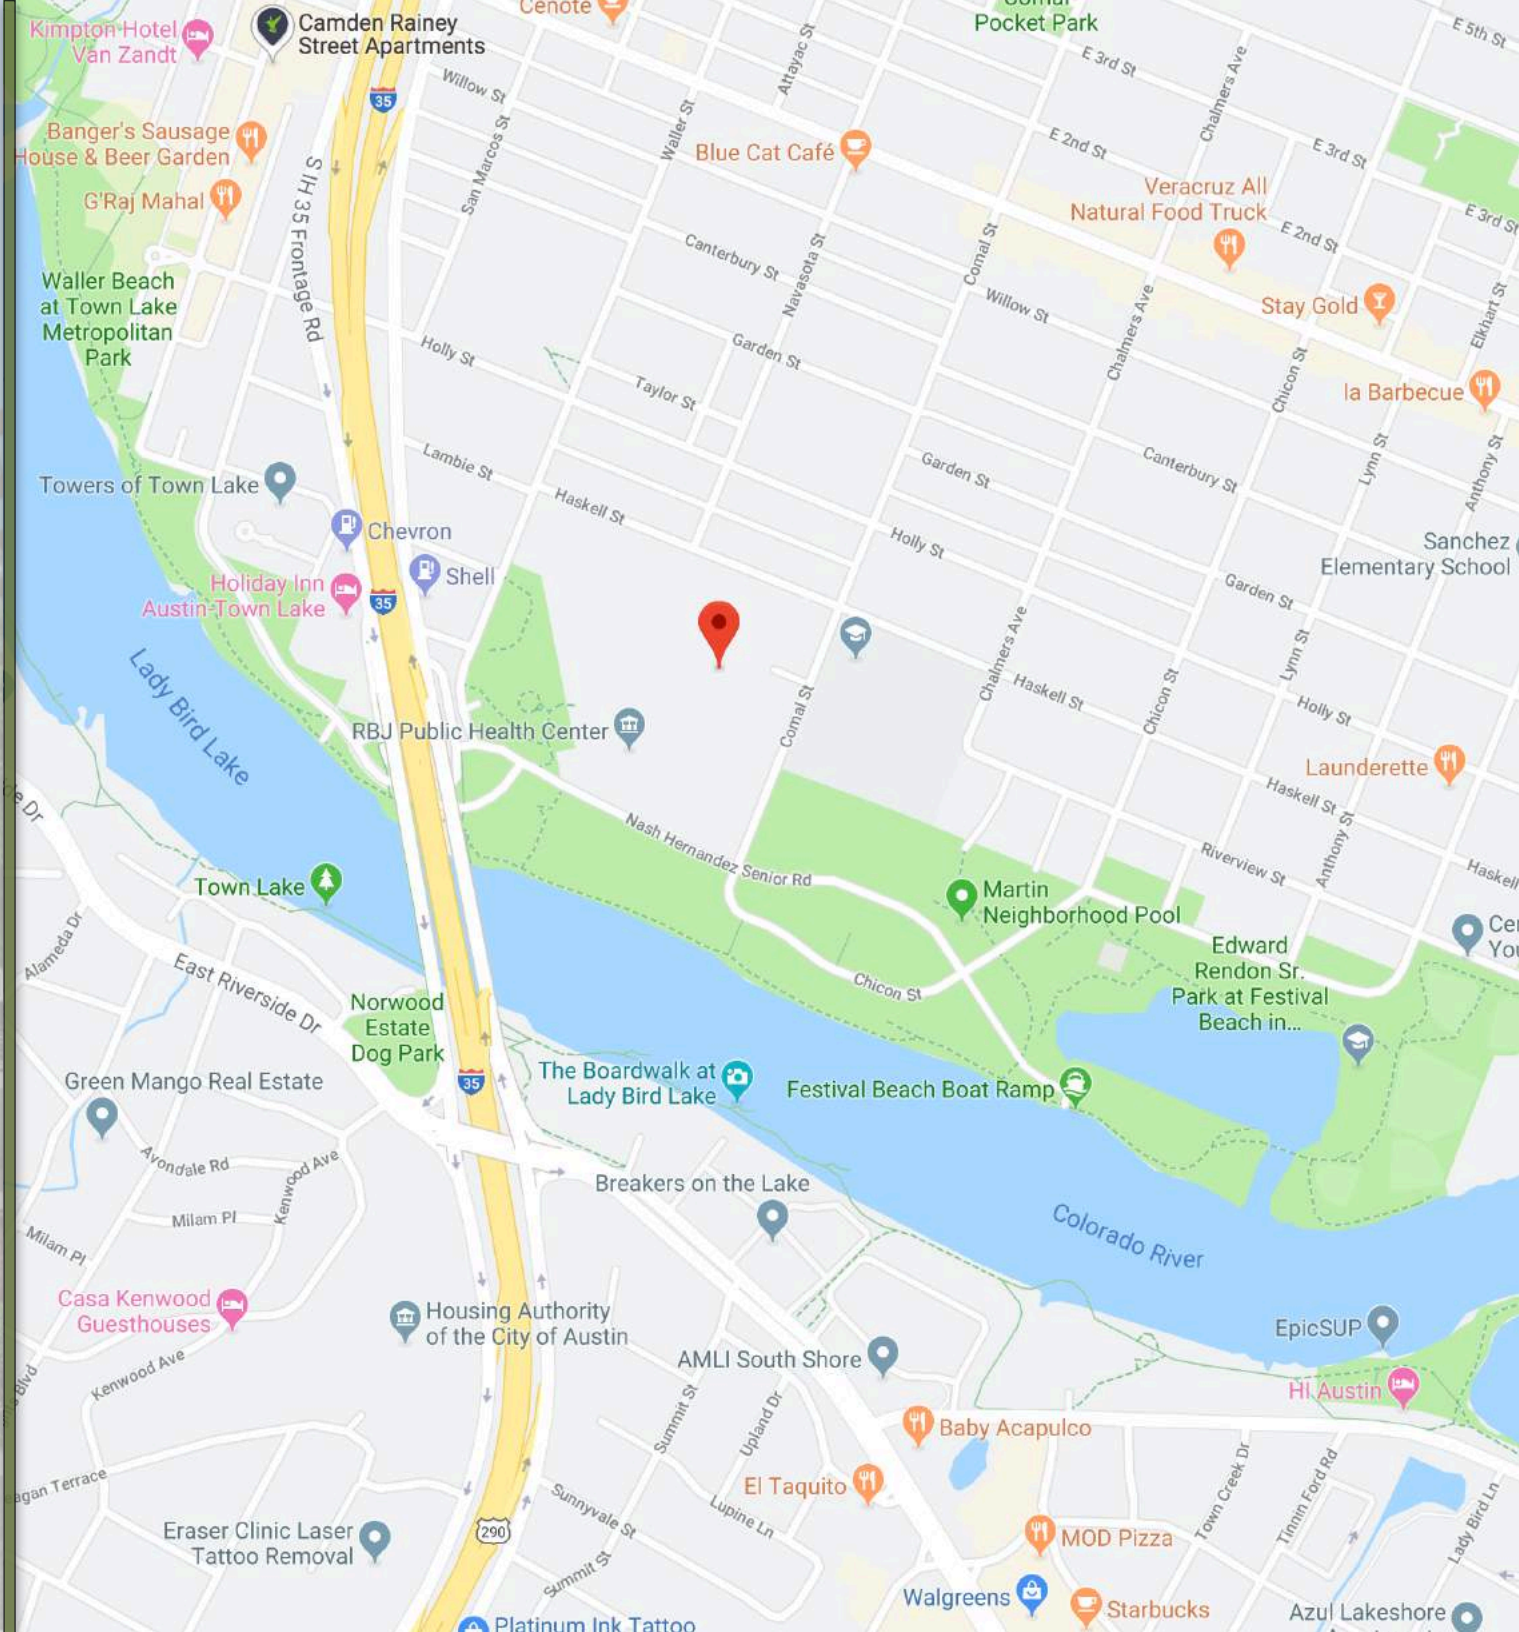 Cenote
Pocket Park
Kimpton Hotel
Van Zandt
Camden Rainey
Street Apartments
E 5th St
E 3rd St
Attayac St
Chalmers Ave
Willow St
35
San Marcos St
Waller St
Banger's Sausage
House & Beer Garden
Blue Cat Café
E 2nd St
E 3rd St
G'Raj Mahal
S IH 35 Frontage Rd
Veracruz All
Natural Food Truck
E 3rd St
E 2nd St
Canterbury St
Navasota St
Comal St
Waller Beach
at Town Lake
Metropolitan
Park
Willow St
Chalmers Ave
Stay Gold
Elkhart St
Holly St
Garden St
Taylor St
Chicon St
la Barbecue
Lambie St
Garden St
Canterbury St
Lynn St
Anthony St
Towers of Town Lake
Haskell St
Chevron
Holly St
Sanchez
Elementary School
Shell
Holiday Inn
Austin-Town Lake
35
Garden St
Lady Bird Lake
Chalmers Ave
Haskell St
Lynn St
Chicon St
Comal St
Holly St
RBJ Public Health Center
Launderette
de Dr
Haskell St
Nash Hernandez Senior Rd
Riverview St
Anthony St
Haskell
Town Lake
Martin
Neighborhood Pool
Alameda Dr
East Riverside Dr
Edward
Rendon Sr.
Park at Festival
Beach in...
Cer
You
Chicon St
Norwood
Estate
Dog Park
35
The Boardwalk at
Lady Bird Lake
Festival Beach Boat Ramp
Green Mango Real Estate
Avondale Rd
Kenwood Ave
Breakers on the Lake
Milam Pl
Milam Pl
Colorado River
Casa Kenwood
Guesthouses
Housing Authority
of the City of Austin
EpicSUP
Kenwood Ave
AMLI South Shore
HI Austin
Blvd
Summit St
Upland Dr
Baby Acapulco
eagan Terrace
El Taquito
Town Creek Dr
Tinnin Ford Rd
Lady Bird Ln
Sunnyvale St
Lupine Ln
Eraser Clinic Laser
Tattoo Removal
290
MOD Pizza
Summit St
Walgreens
Starbucks
Azul Lakeshore
Platinum Ink Tattoo